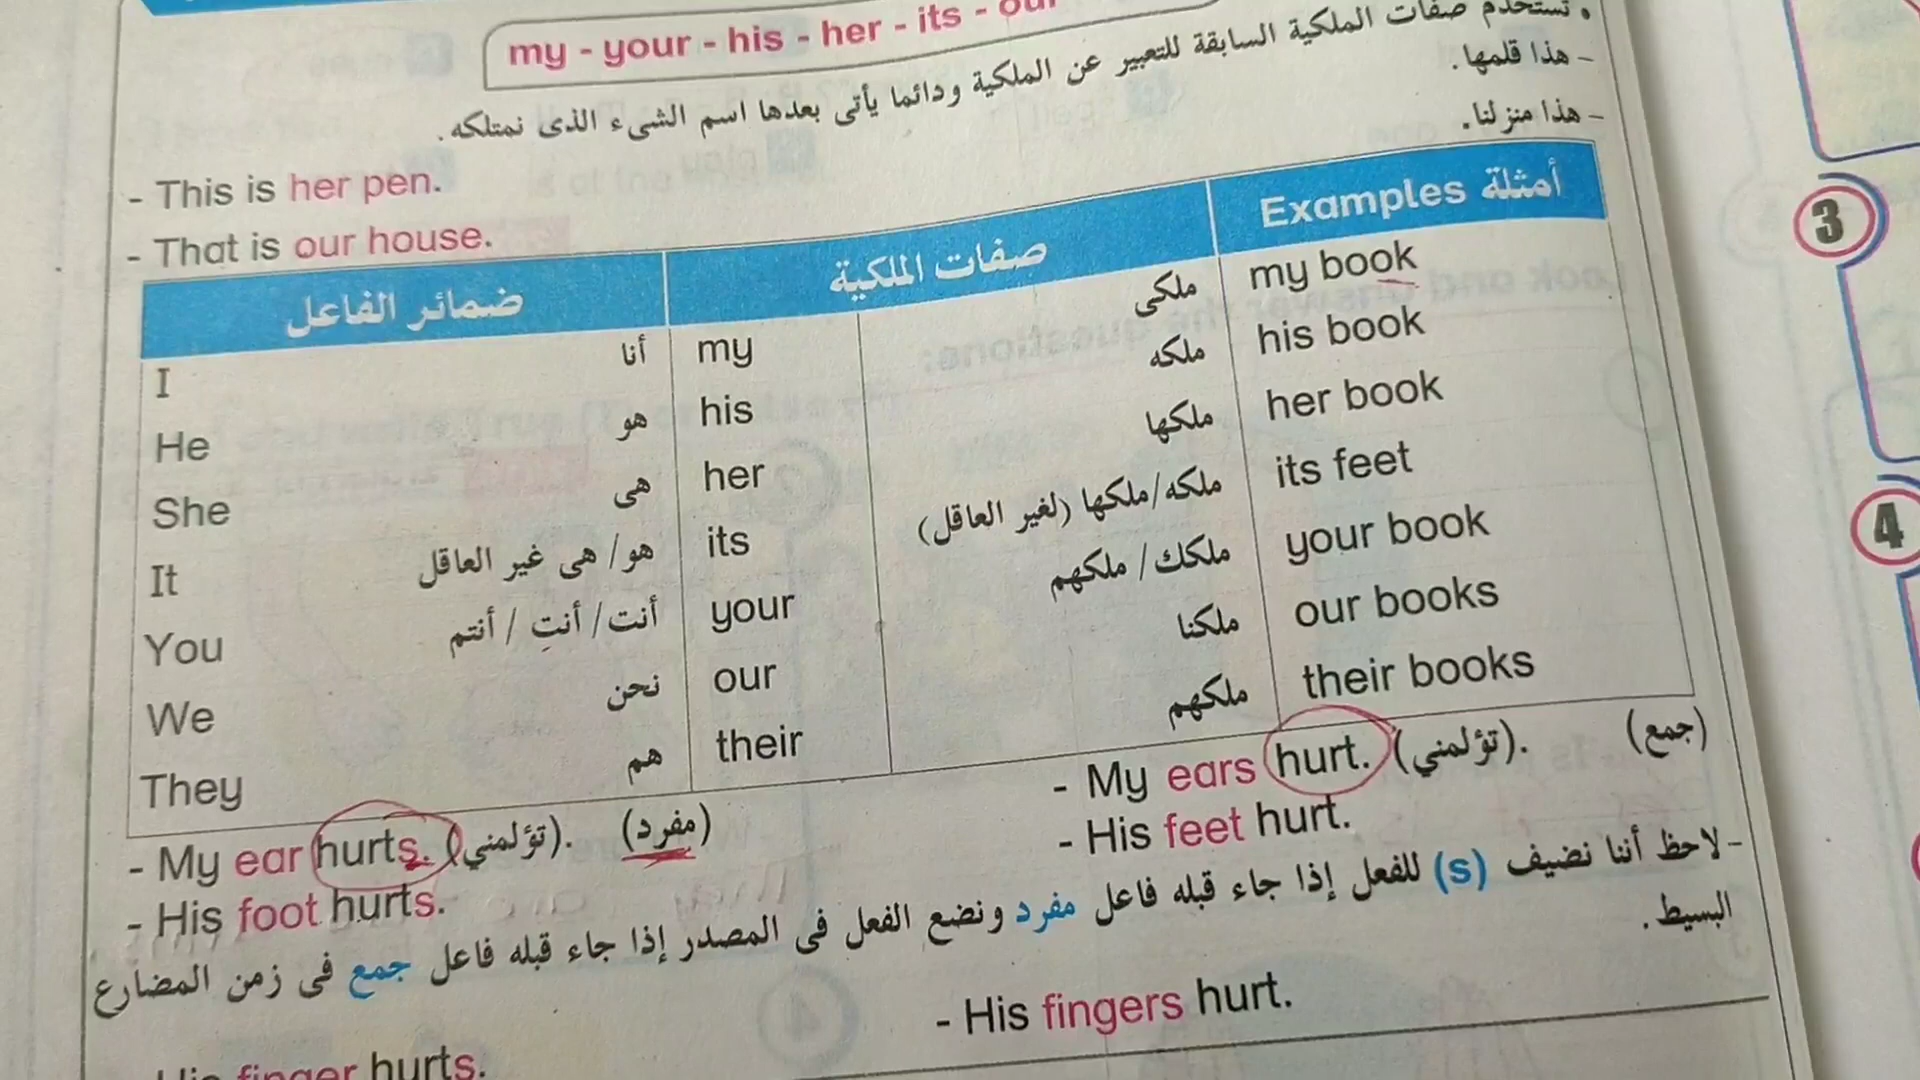 my - your - his - her - its - our
• نستخدم صفات الملكية السابقة للتعبير عن الملكية ودائما يأتى بعدها اسم الشىء الذى نمتلكه.
- This is her pen.
- هذا قلمها.
- That is our house.
- هذا منزلنا.
ضمائر الفاعل صفات الملكية Examples أمثلة
I أنا my ملكى my book
He هو his ملكه his book
She هى her ملكها her book
It هو/ هى غير العاقل its ملكه/ملكها (لغير العاقل) its feet
You أنت/ أنتِ / أنتم your ملكك/ ملكهم your book
We نحن our ملكنا our books
They هم their ملكهم their books
- My ear hurts. (تؤلمني). (مفرد)
- My ears hurt. (تؤلمني). (جمع)
- His foot hurts.
- His feet hurt.
- لاحظ أننا نضيف (s) للفعل إذا جاء قبله فاعل مفرد ونضع الفعل فى المصدر إذا جاء قبله فاعل جمع فى زمن المضارع
البسيط.
His finger hurts.
- His fingers hurt.
3
4